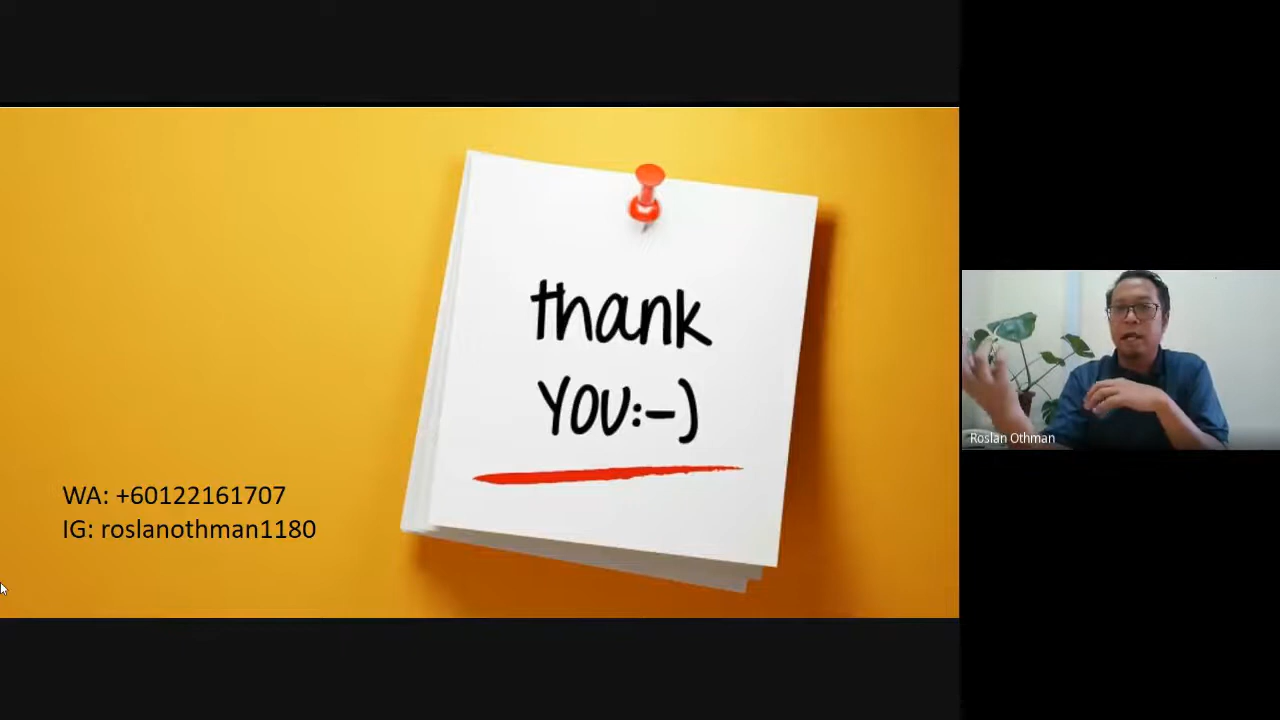 thank
YOU:-)
WA: +60122161707
IG: roslanothman1180
Roslan Othman